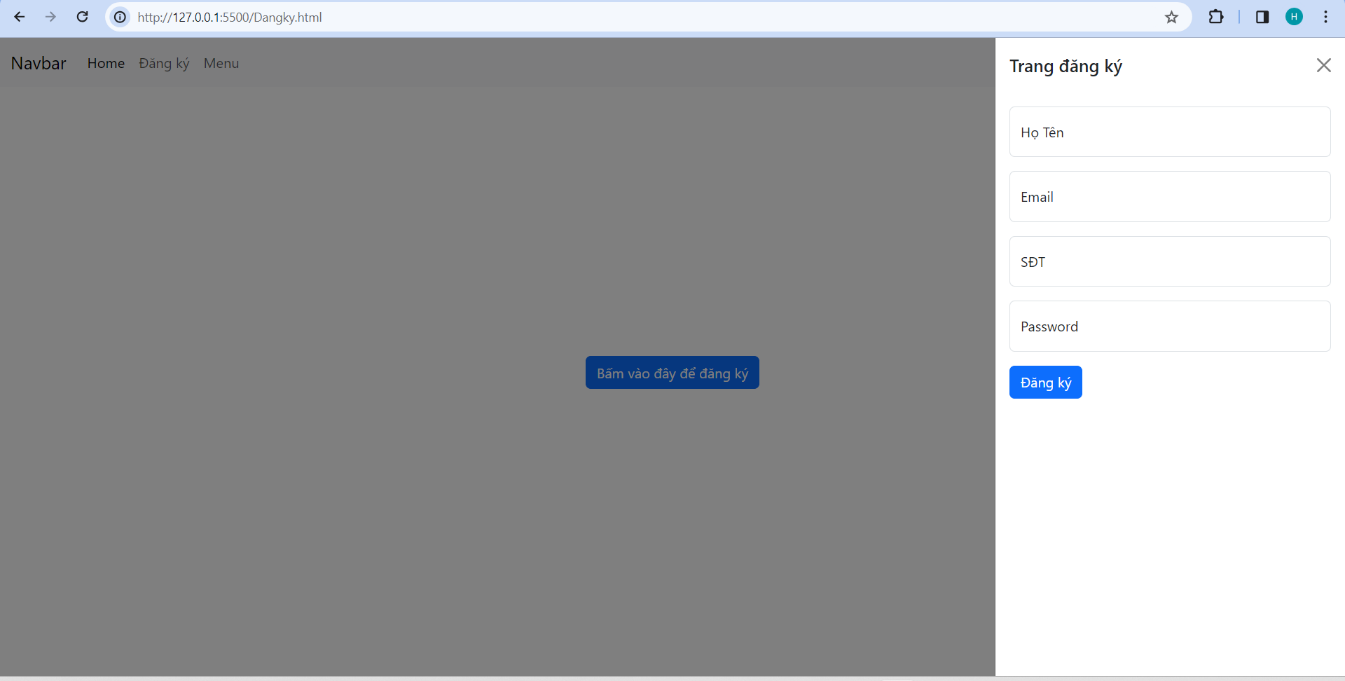 http://127.0.0.1:5500/Dangky.html
H
Navbar Home Đăng ký Menu
Bấm vào đây để đăng ký
Trang đăng ký
Họ Tên
Email
SĐT
Password
Đăng ký